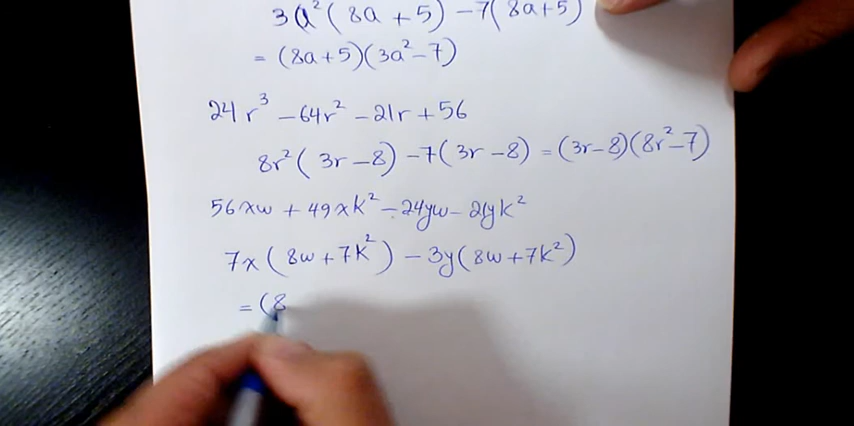 3a²(8a+5) -7(8a+5)
= (8a+5)(3a²-7)
24r³ - 64r² - 21r + 56
8r²(3r-8) -7(3r-8) = (3r-8)(8r²-7)
56xw + 49xk² - 24yw - 21yk²
7x(8w+7k²) - 3y(8w+7k²)
= (8